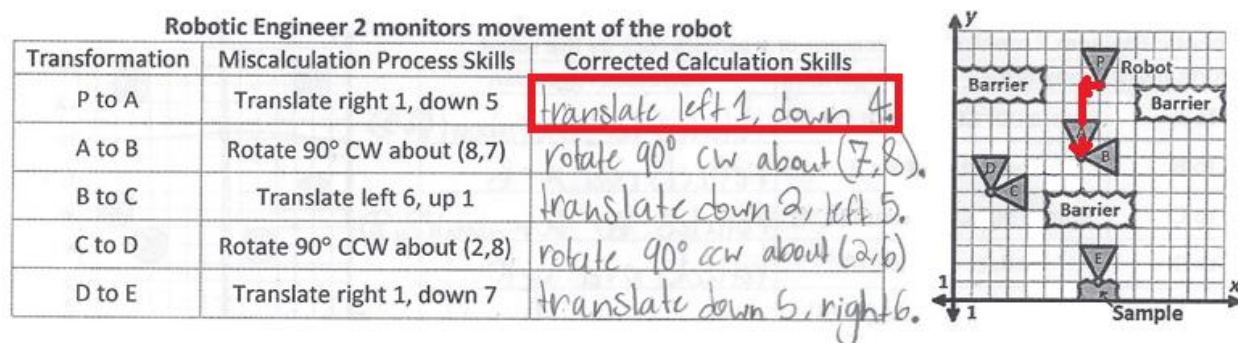 Robotic Engineer 2 monitors movement of the robot
Transformation Miscalculation Process Skills Corrected Calculation Skills
P to A Translate right 1, down 5 translate left 1, down 4.
A to B Rotate 90° CW about (8,7) rotate 90° cw about (7,8).
B to C Translate left 6, up 1 translate down 2, left 5.
C to D Rotate 90° CCW about (2,8) rotate 90° ccw about (2,6)
D to E Translate right 1, down 7 translate down 5, right 6.
y
P
Robot
Barrier
Barrier
A
B
D
C
Barrier
E
1
x
1
Sample